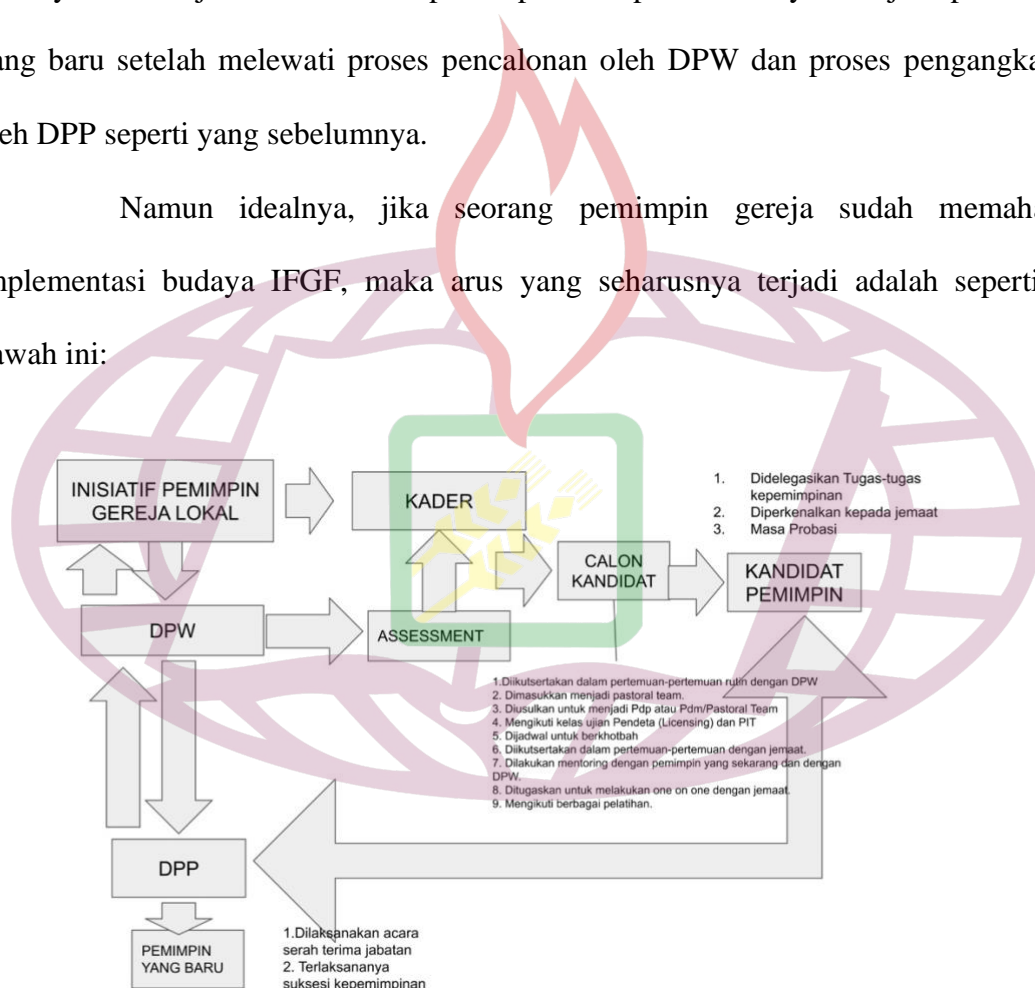 ang baru setelah melewati proses pencalonan oleh DPW dan proses pengangka
eh DPP seperti yang sebelumnya.
Namun idealnya, jika seorang pemimpin gereja sudah memaha
nplementasi budaya IFGF, maka arus yang seharusnya terjadi adalah seperti
awah ini:
INISIATIF PEMIMPIN
GEREJA LOKAL
KADER
1. Didelegasikan Tugas-tugas
kepemimpinan
2. Diperkenalkan kepada jemaat
3. Masa Probasi
CALON
KANDIDAT
KANDIDAT
PEMIMPIN
DPW
ASSESSMENT
1.Diikutsertakan dalam pertemuan-pertemuan rutin dengan DPW
2. Dimasukkan menjadi pastoral team.
3. Diusulkan untuk menjadi Pdp atau Pdm/Pastoral Team
4. Mengikuti kelas ujian Pendeta (Licensing) dan PIT
5. Dijadwal untuk berkhotbah
6. Diikutsertakan dalam pertemuan-pertemuan dengan jemaat.
7. Dilakukan mentoring dengan pemimpin yang sekarang dan dengan
DPW.
8. Ditugaskan untuk melakukan one on one dengan jemaat.
9. Mengikuti berbagai pelatihan.
DPP
PEMIMPIN
YANG BARU
1.Dilaksanakan acara
serah terima jabatan
2. Terlaksananya
suksesi kepemimpinan